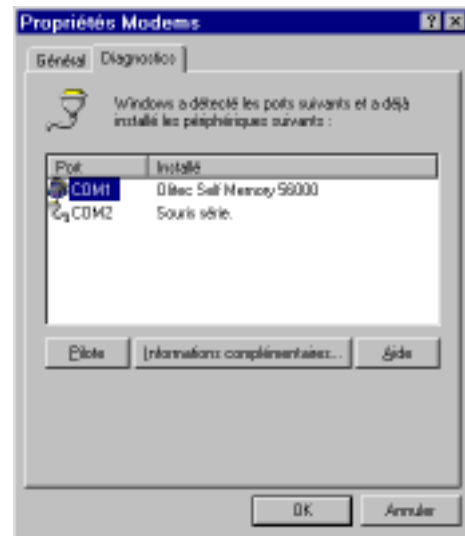 Propriétés Modems
Général Diagnostics
Windows a détecté les ports suivants et a déjà
installé les périphériques suivants :
Port Installé
COM1 Olitec Self Memory 56000
COM2 Souris série.
Pilote Informations complémentaires... Aide
OK Annuler